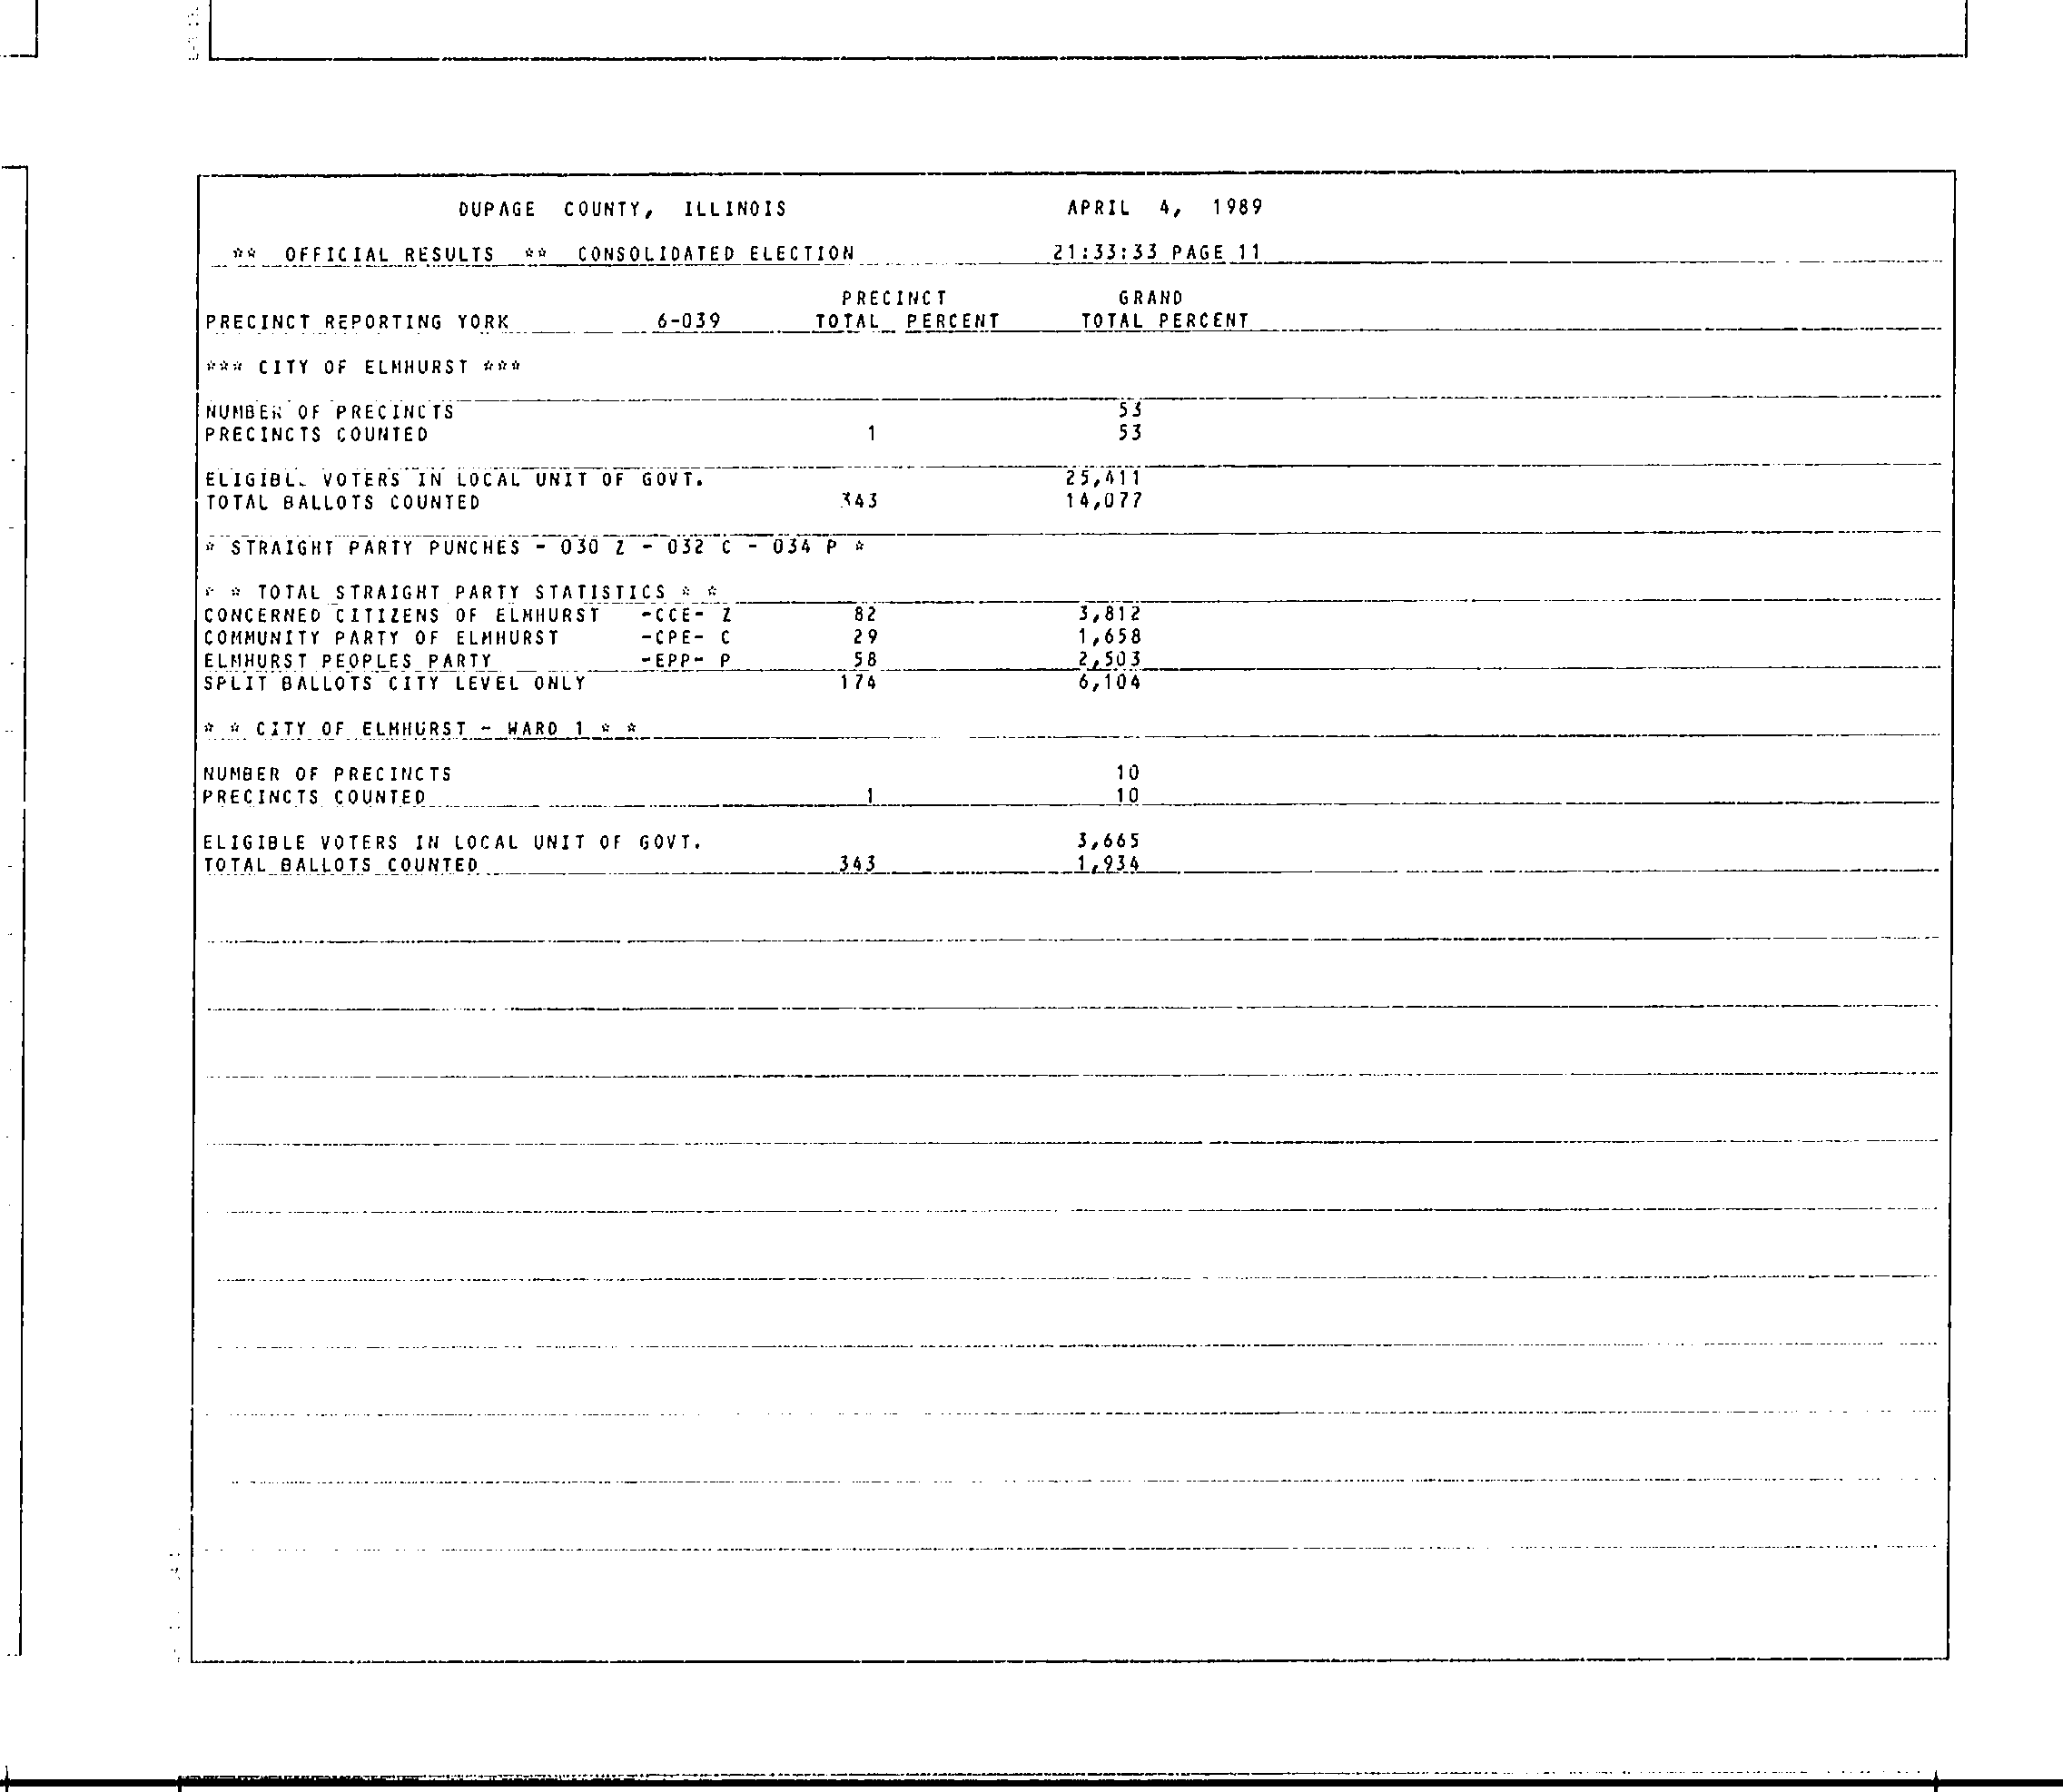 DUPAGE COUNTY, ILLINOIS APRIL 4, 1989
** OFFICIAL RESULTS ** CONSOLIDATED ELECTION 21:33:33 PAGE 11
PRECINCT GRAND
PRECINCT REPORTING YORK 6-039 TOTAL PERCENT TOTAL PERCENT
*** CITY OF ELMHURST ***
NUMBER OF PRECINCTS 53
PRECINCTS COUNTED 1 53
ELIGIBLE VOTERS IN LOCAL UNIT OF GOVT. 25,411
TOTAL BALLOTS COUNTED 343 14,077
* STRAIGHT PARTY PUNCHES - 030 Z - 032 C - 034 P *
* * TOTAL STRAIGHT PARTY STATISTICS * *
CONCERNED CITIZENS OF ELMHURST -CCE- Z 82 3,812
COMMUNITY PARTY OF ELMHURST -CPE- C 29 1,658
ELMHURST PEOPLES PARTY -EPP- P 58 2,503
SPLIT BALLOTS CITY LEVEL ONLY 174 6,104
* * CITY OF ELMHURST - WARD 1 * *
NUMBER OF PRECINCTS 10
PRECINCTS COUNTED 1 10
ELIGIBLE VOTERS IN LOCAL UNIT OF GOVT. 3,665
TOTAL BALLOTS COUNTED 343 1,934